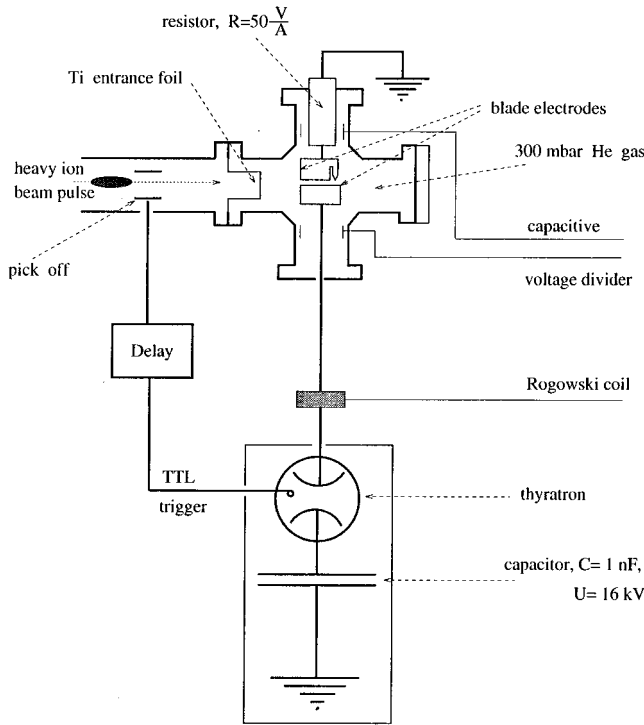 resistor, R=50 V/A
Ti entrance foil
blade electrodes
heavy ion
beam pulse
300 mbar He gas
capacitive
pick off
voltage divider
Delay
Rogowski coil
TTL
trigger
thyratron
capacitor, C= 1 nF,
U= 16 kV